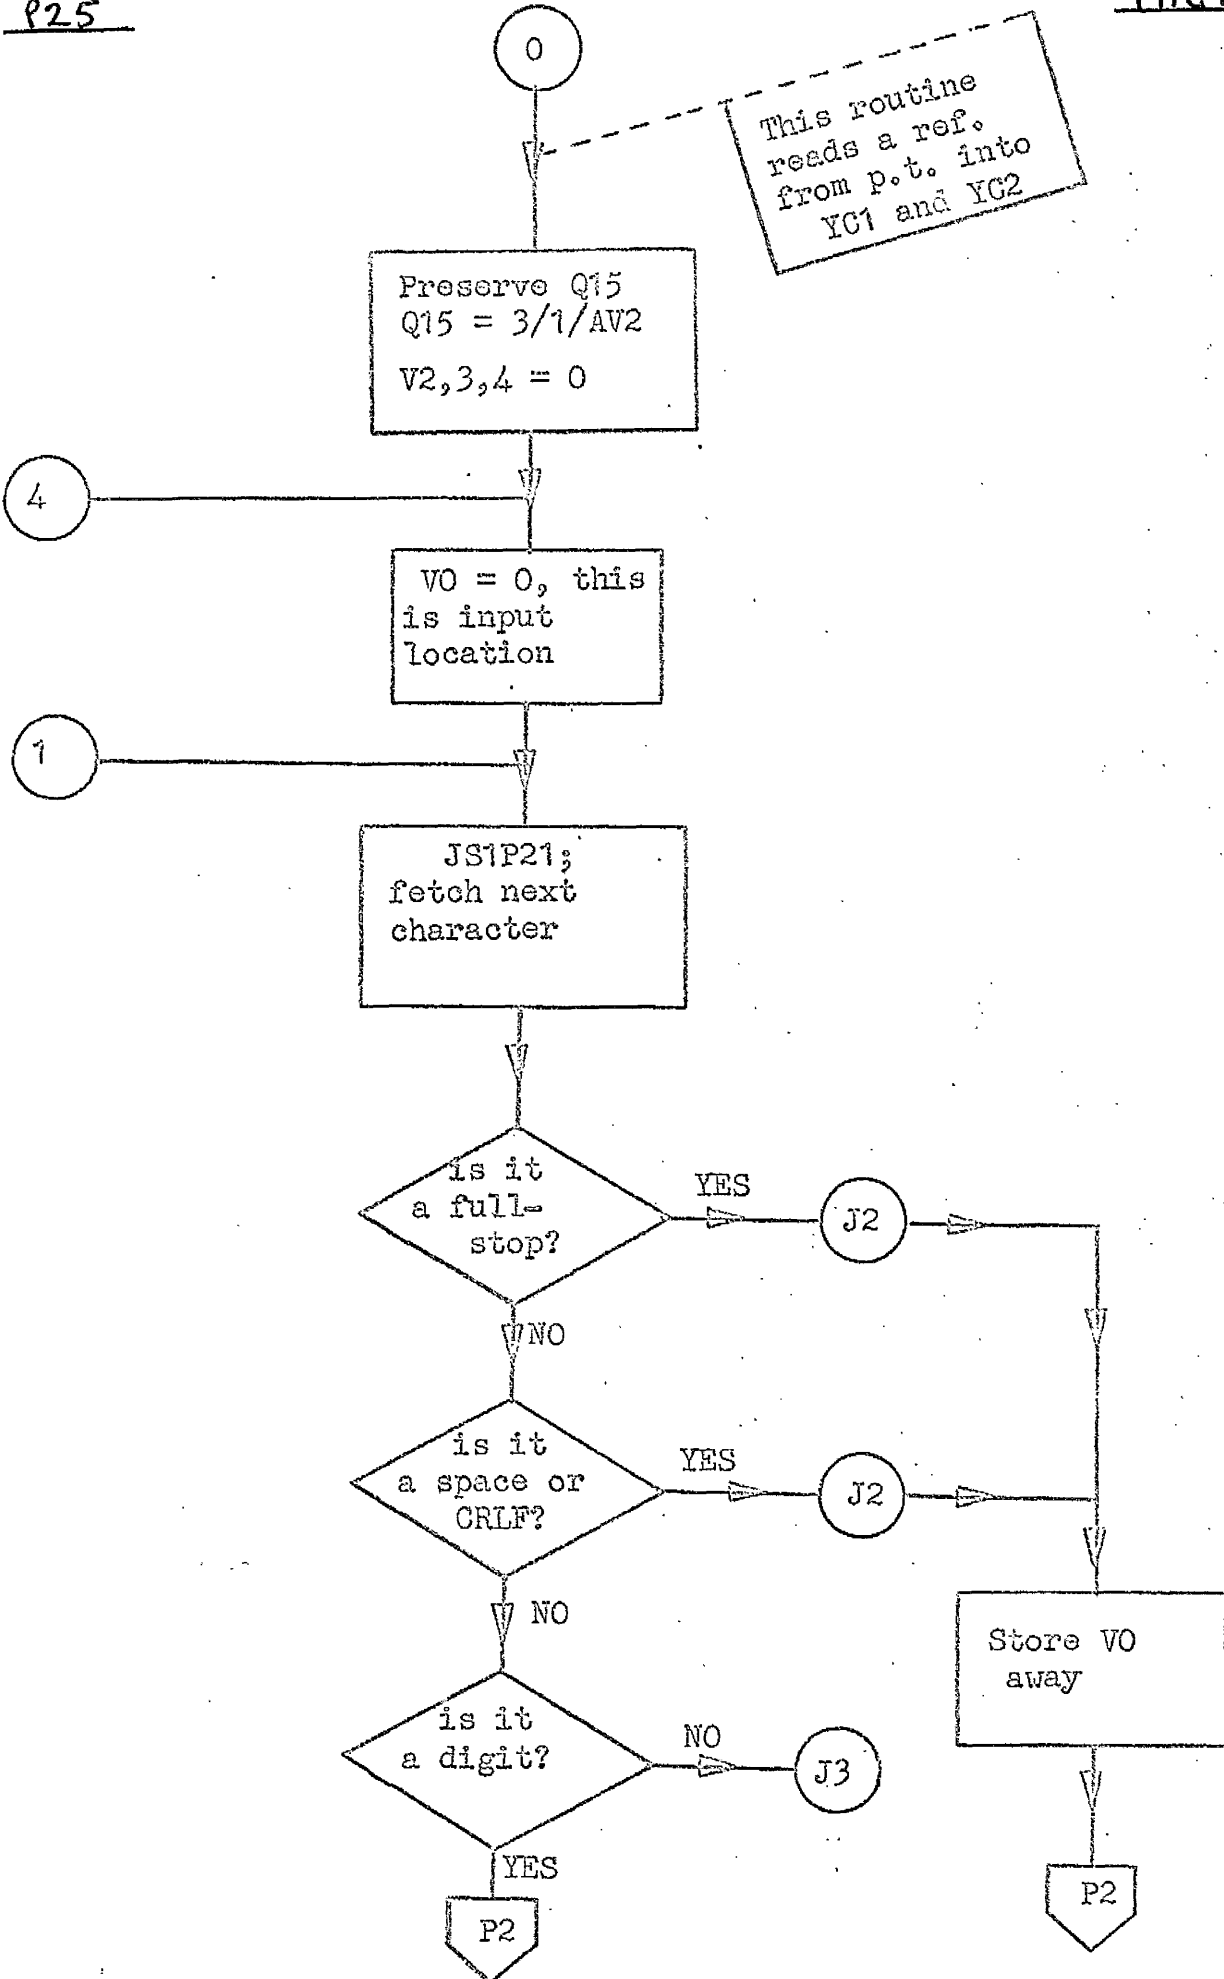 P25
0
This routine
reads a ref.
from p.t. into
YC1 and YC2
Preserve Q15
Q15 = 3/1/AV2
V2,3,4 = 0
4
V0 = 0, this
is input
location
1
JS1P21;
fetch next
character
is it
a full-
stop?
YES
J2
NO
is it
a space or
CRLF?
YES
J2
NO
Store V0
away
is it
a digit?
NO
J3
YES
P2
P2